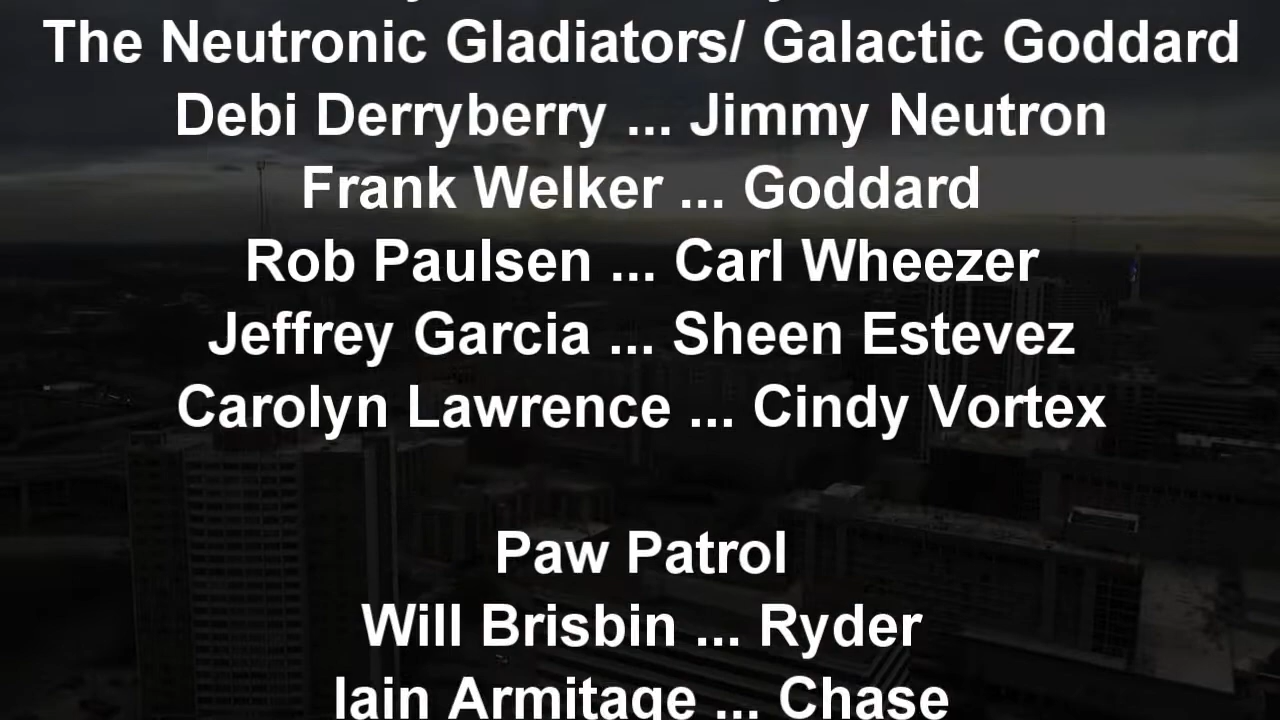 The Neutronic Gladiators/ Galactic Goddard
Debi Derryberry ... Jimmy Neutron
Frank Welker ... Goddard
Rob Paulsen ... Carl Wheezer
Jeffrey Garcia ... Sheen Estevez
Carolyn Lawrence ... Cindy Vortex
Paw Patrol
Will Brisbin ... Ryder
Iain Armitage ... Chase